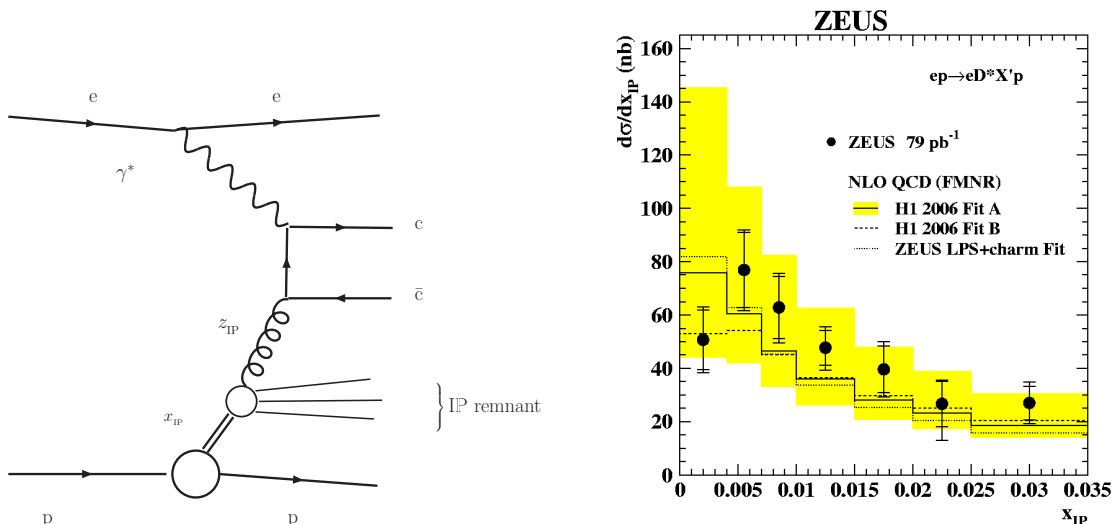 e e
γ*
c
c̄
z_IP
x_IP
} IP remnant
p p
ZEUS
dσ/dx_IP (nb)
160
140
120
100
80
60
40
20
0
ep→eD*X'p
ZEUS 79 pb⁻¹
NLO QCD (FMNR)
H1 2006 Fit A
H1 2006 Fit B
ZEUS LPS+charm Fit
0 0.005 0.01 0.015 0.02 0.025 0.03 0.035
x_IP